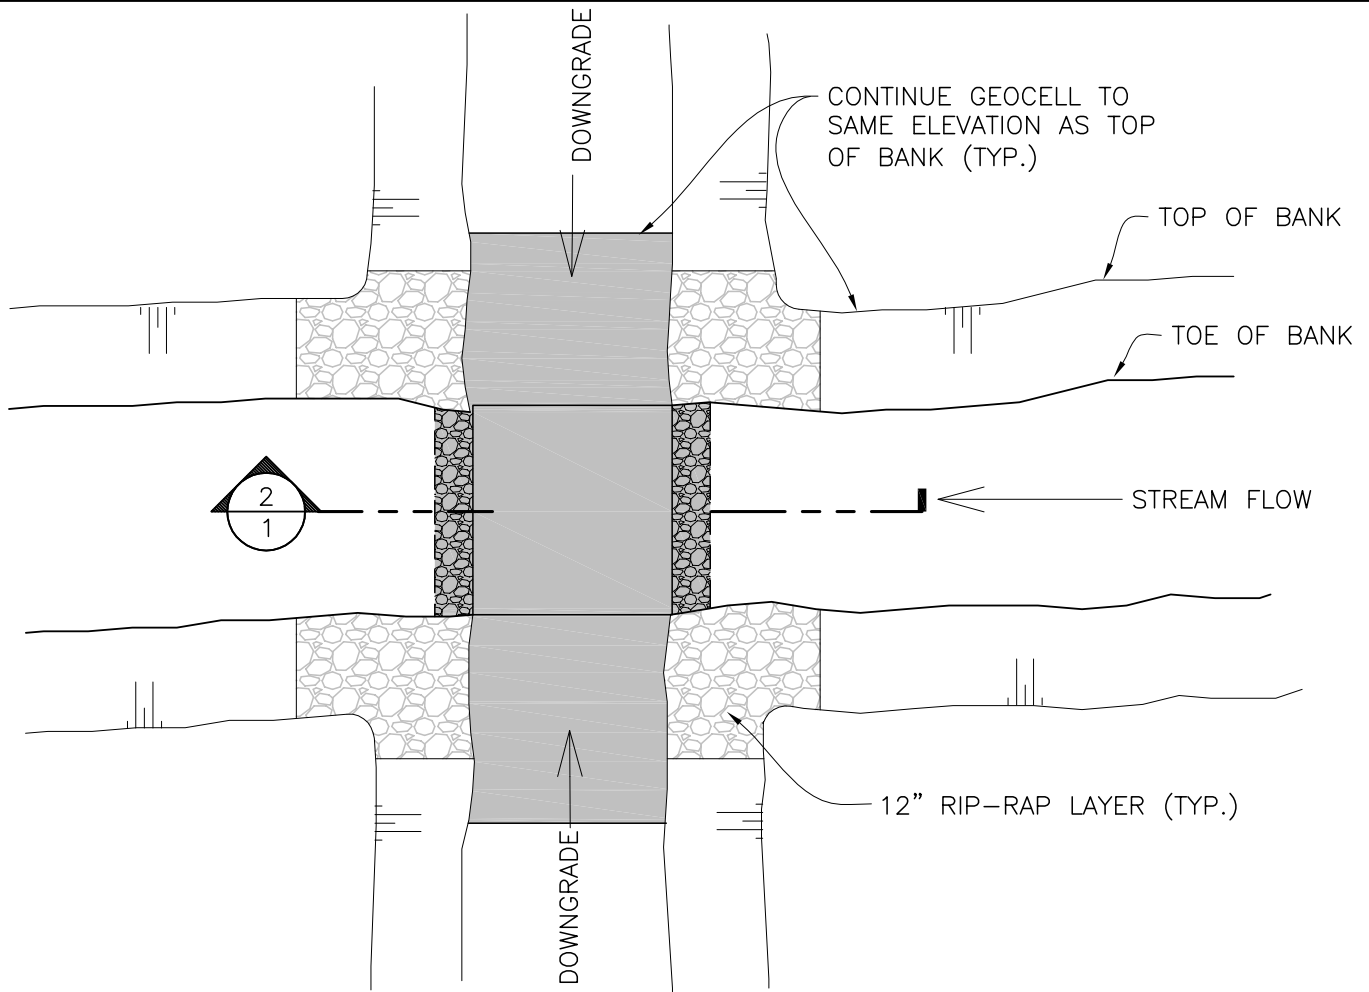 DOWNGRADE
CONTINUE GEOCELL TO
SAME ELEVATION AS TOP
OF BANK (TYP.)
TOP OF BANK
TOE OF BANK
2
1
STREAM FLOW
12” RIP-RAP LAYER (TYP.)
DOWNGRADE